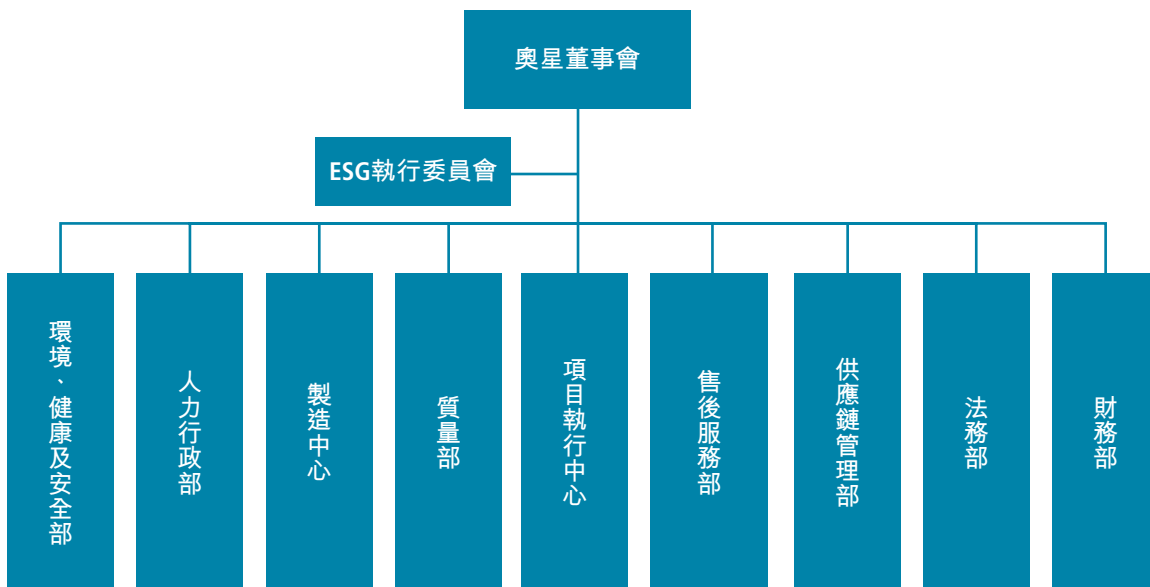 奧星董事會
ESG執行委員會
環境、健康及安全部
人力行政部
製造中心
質量部
項目執行中心
售後服務部
供應鏈管理部
法務部
財務部